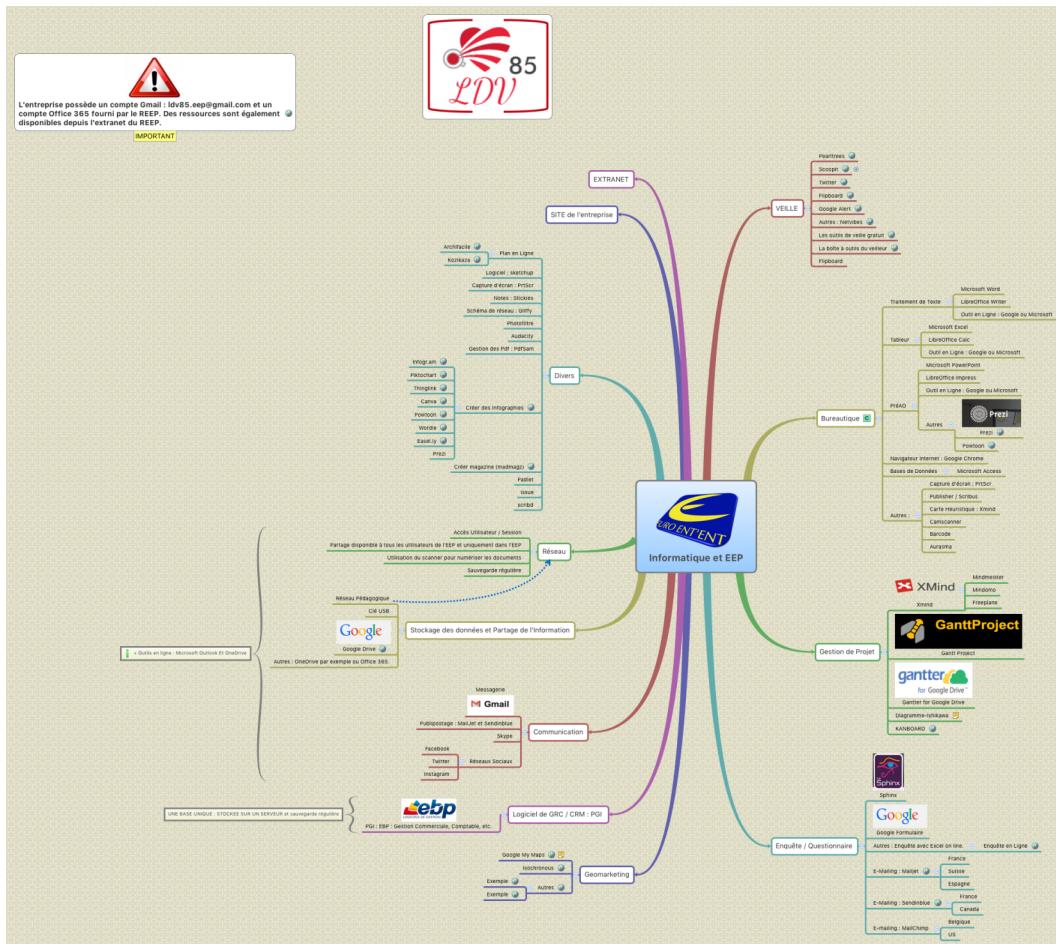 85
LDV
L'entreprise possède un compte Gmail : ldv85.eep@gmail.com et un
compte Office 365 fourni par le REEP. Des ressources sont également
disponibles depuis l'extranet du REEP.
IMPORTANT
EXTRANET
SITE de l'entreprise
VEILLE
Pearltrees
Scoopit
Twitter
Flipboard
Google Alert
Autres : Netvibes
Les outils de veille gratuit
La boîte à outils du veilleur
Flipboard
Divers
Plan en Ligne
Archifacile
Kozikaza
Logiciel : sketchup
Capture d'écran : PrtScr
Notes : Stickies
Schéma de réseau : Gliffy
Photofiltre
Audacity
Gestion des Pdf : PdfSam
Créer des infographies
Infogr.am
Piktochart
Thinglink
Canva
Powtoon
Wordle
Easel.ly
Prezi
Créer magazine (madmagz)
Padlet
issue
scribd
Bureautique
Traitement de Texte
Microsoft Word
LibreOffice Writer
Outil en Ligne : Google ou Microsoft
Tableur
Microsoft Excel
LibreOffice Calc
Outil en Ligne : Google ou Microsoft
PréAO
Microsoft PowerPoint
LibreOffice Impress
Outil en Ligne : Google ou Microsoft
Autres
Prezi
Prezi
Powtoon
Navigateur Internet : Google Chrome
Bases de Données
Microsoft Access
Autres :
Capture d'écran : PrtScr
Publisher / Scribus
Carte Heuristique : Xmind
Camscanner
Barcode
Aurasma
EURO ENT'ENT
Informatique et EEP
Réseau
Accès Utilisateur / Session
Partage disponible à tous les utilisateurs de l'EEP et uniquement dans l'EEP
Utilisation du scanner pour numériser les documents
Sauvegarde régulière
Stockage des données et Partage de l'Information
Réseau Pédagogique
Clé USB
Google
Google Drive
Autres : OneDrive par exemple ou Office 365.
+ Outils en ligne : Microsoft Outlook Et OneDrive
Gestion de Projet
XMind
Xmind
Mindmeister
Mindomo
Freeplane
GanttProject
Gantt Project
gantter
for Google Drive
Gantter for Google Drive
Diagramme-Ishikawa
KANBOARD
Communication
Messagerie
Gmail
Publipostage : MailJet et Sendinblue
Skype
Réseaux Sociaux
Facebook
Twitter
Instagram
Logiciel de GRC / CRM : PGI
ebp
PGI : EBP : Gestion Commerciale, Comptable, etc.
UNE BASE UNIQUE : STOCKEE SUR UN SERVEUR et sauvegarde régulière
Geomarketing
Google My Maps
Isochronous
Autres
Exemple
Exemple
Enquête / Questionnaire
Sphinx
Sphinx
Google
Google Formulaire
Autres : Enquête avec Excel on line.
Enquête en Ligne
E-Mailing : Mailjet
France
Suisse
Espagne
E-Mailing : Sendinblue
France
Canada
E-mailing : MailChimp
Belgique
US